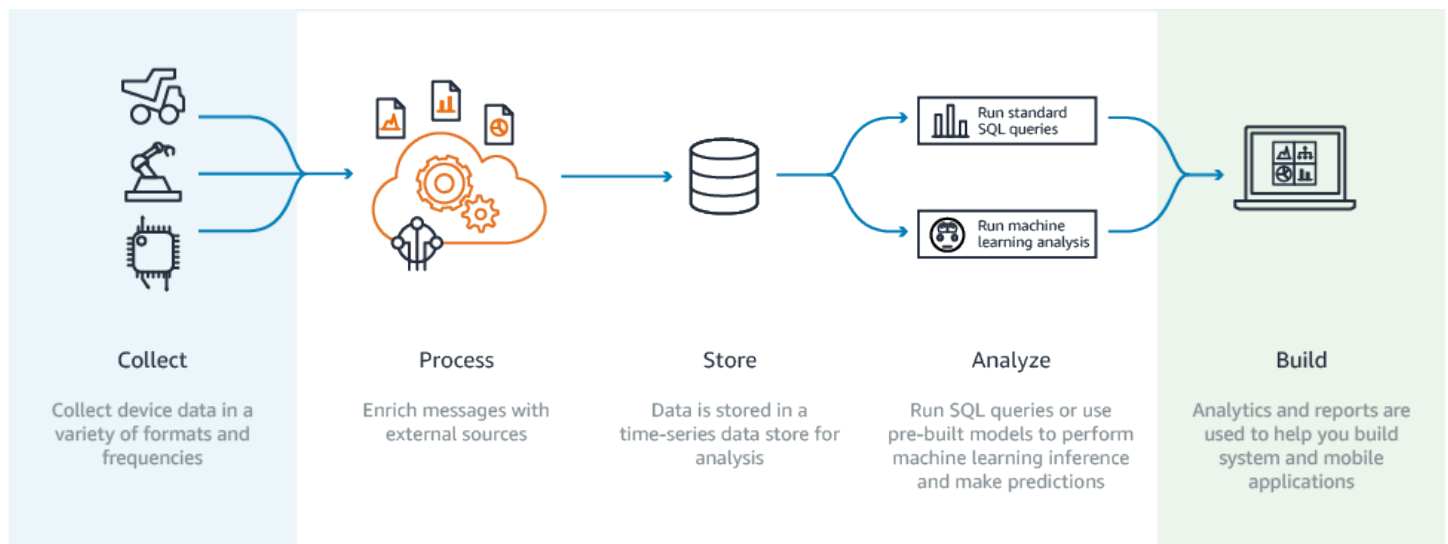 Run standard
SQL queries
Run machine
learning analysis
Collect
Collect device data in a
variety of formats and
frequencies
Process
Enrich messages with
external sources
Store
Data is stored in a
time-series data store for
analysis
Analyze
Run SQL queries or use
pre-built models to perform
machine learning inference
and make predictions
Build
Analytics and reports are
used to help you build
system and mobile
applications